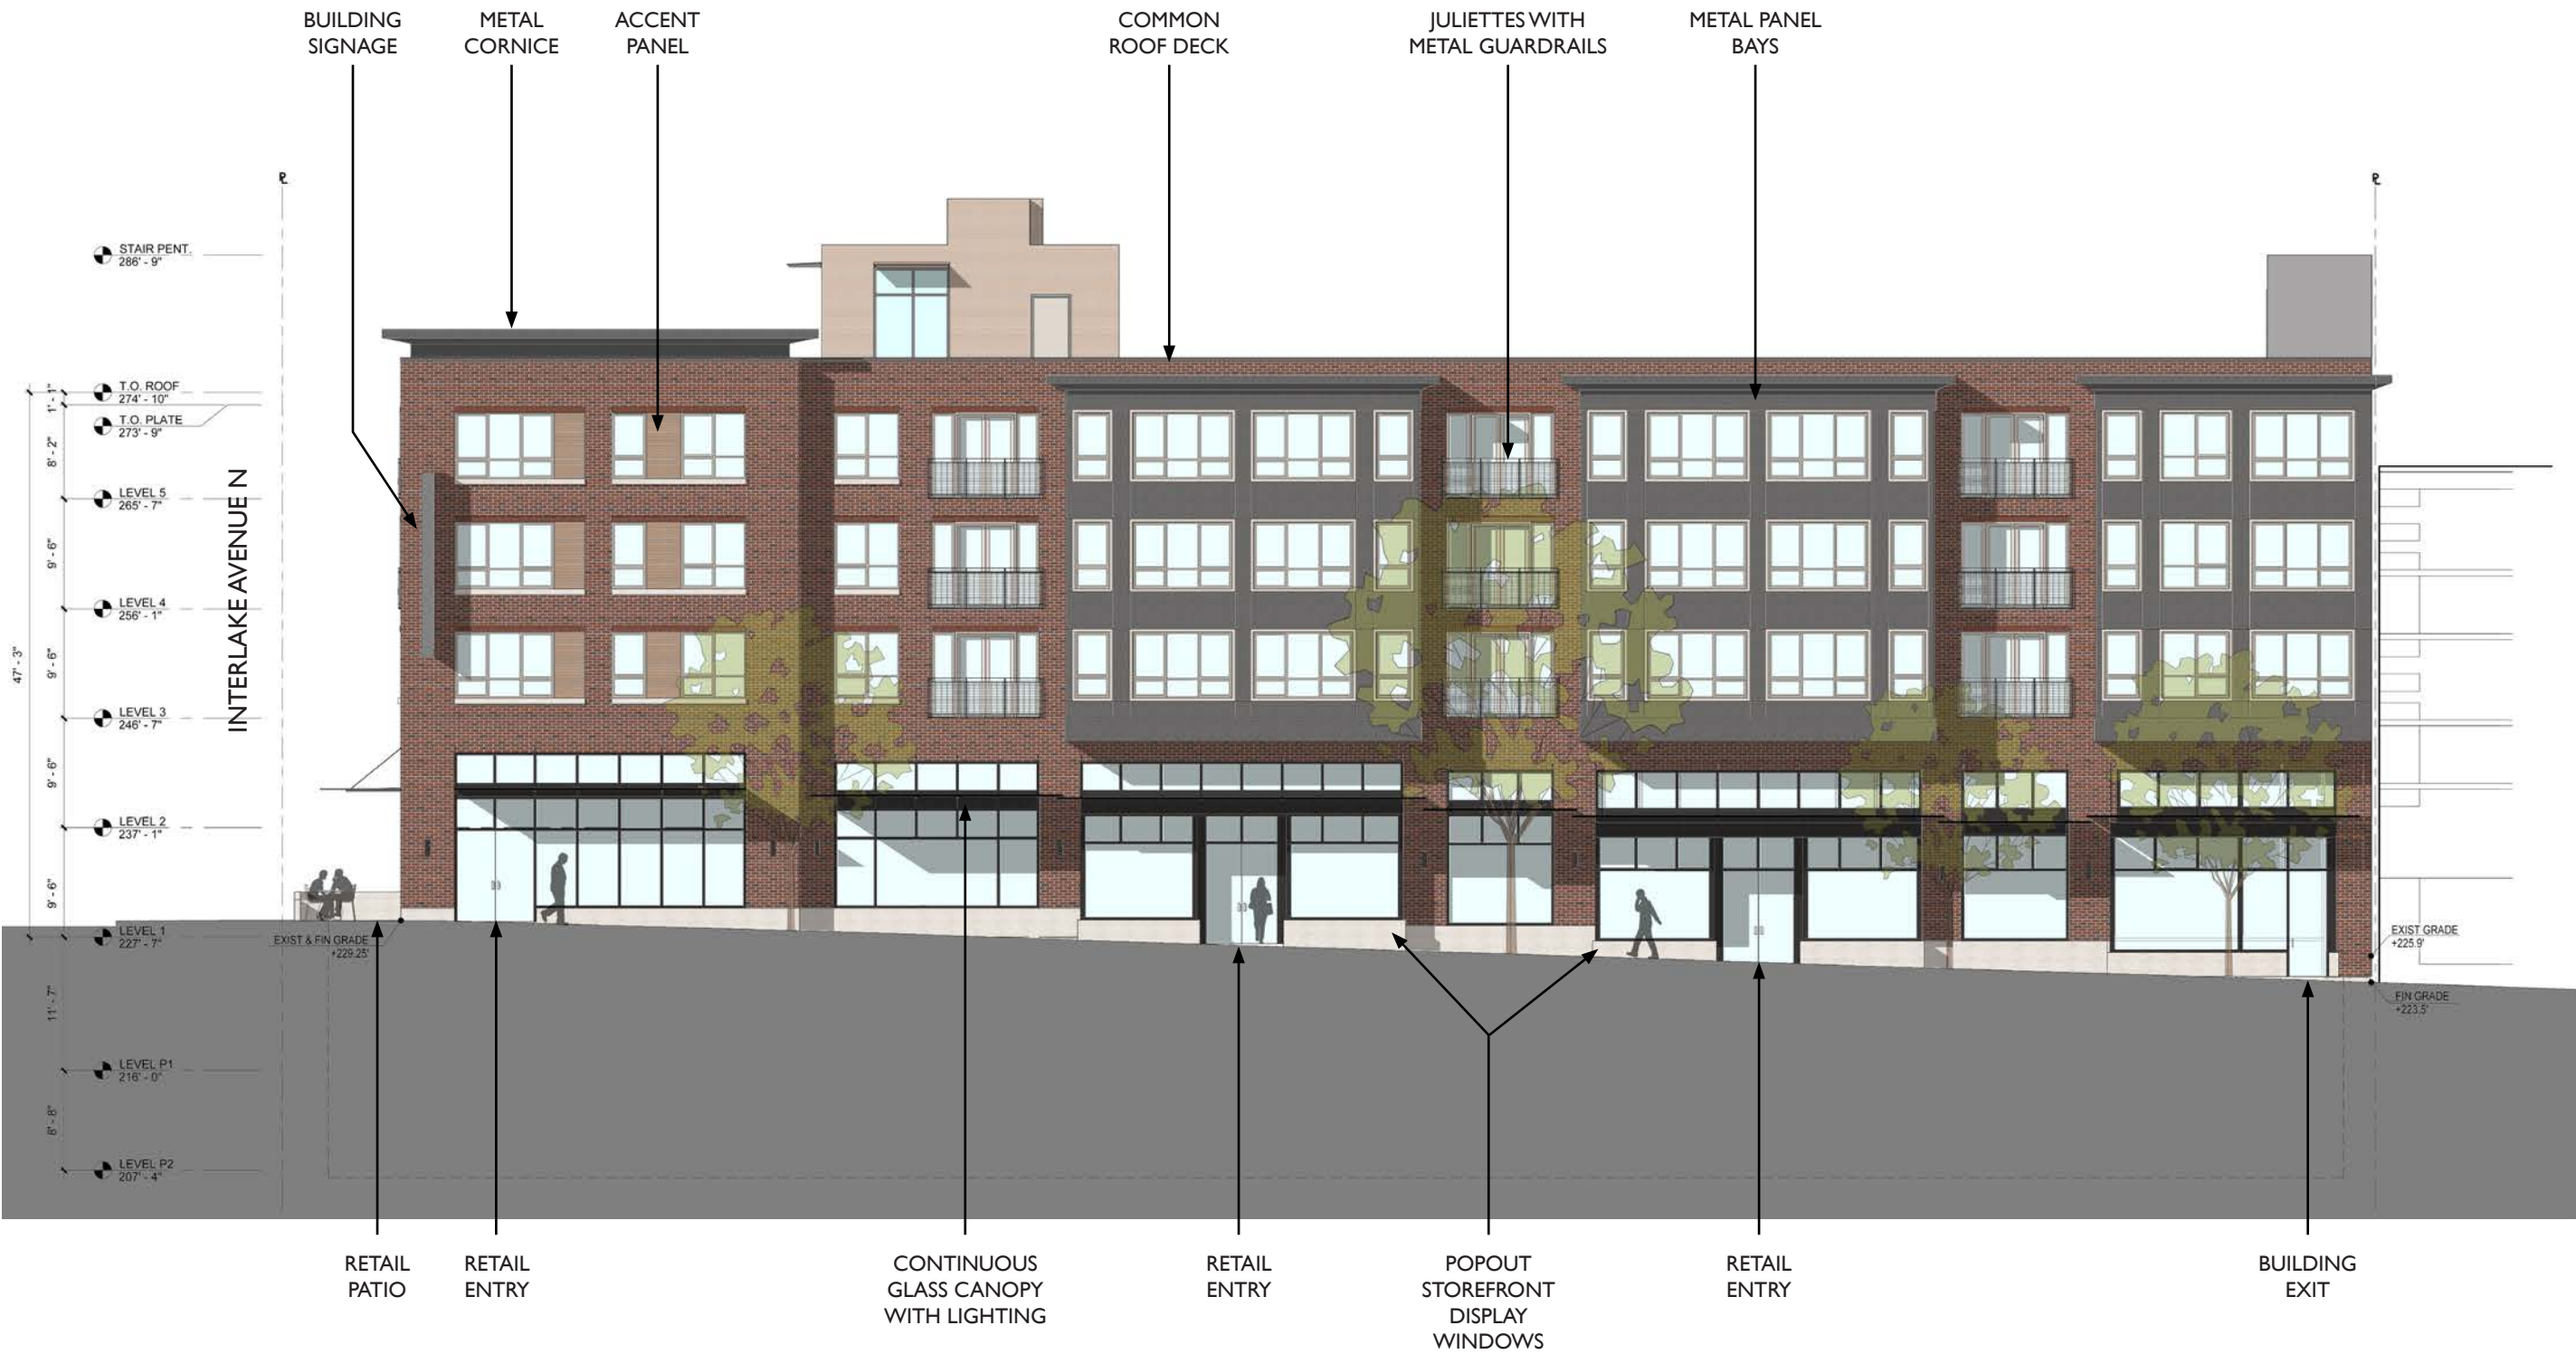 BUILDING
SIGNAGE
METAL
CORNICE
ACCENT
PANEL
COMMON
ROOF DECK
JULIETTES WITH
METAL GUARDRAILS
METAL PANEL
BAYS
STAIR PENT.
286' - 9"
T.O. ROOF
274' - 10"
1' - 1"
T.O. PLATE
273' - 9"
8' - 2"
LEVEL 5
265' - 7"
9' - 6"
LEVEL 4
256' - 1"
9' - 6"
LEVEL 3
246' - 7"
9' - 6"
LEVEL 2
237' - 1"
9' - 6"
LEVEL 1
227' - 7"
47' - 3"
INTERLAKE AVENUE N
EXIST & FIN GRADE
+229.25'
11' - 7"
LEVEL P1
216' - 0"
8' - 8"
LEVEL P2
207' - 4"
EXIST GRADE
+225.9'
FIN GRADE
+223.5'
RETAIL
PATIO
RETAIL
ENTRY
CONTINUOUS
GLASS CANOPY
WITH LIGHTING
RETAIL
ENTRY
POPOUT
STOREFRONT
DISPLAY
WINDOWS
RETAIL
ENTRY
BUILDING
EXIT